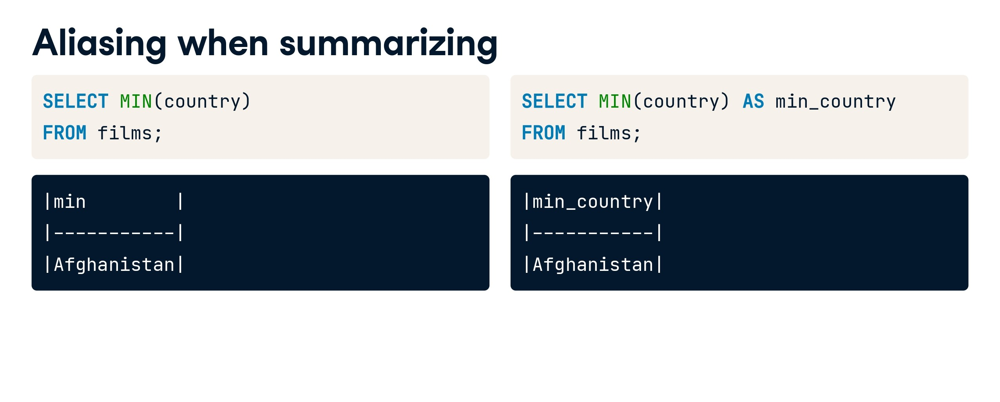 Aliasing when summarizing
SELECT MIN(country)
FROM films;
|min        |
|-----------|
|Afghanistan|
SELECT MIN(country) AS min_country
FROM films;
|min_country|
|-----------|
|Afghanistan|